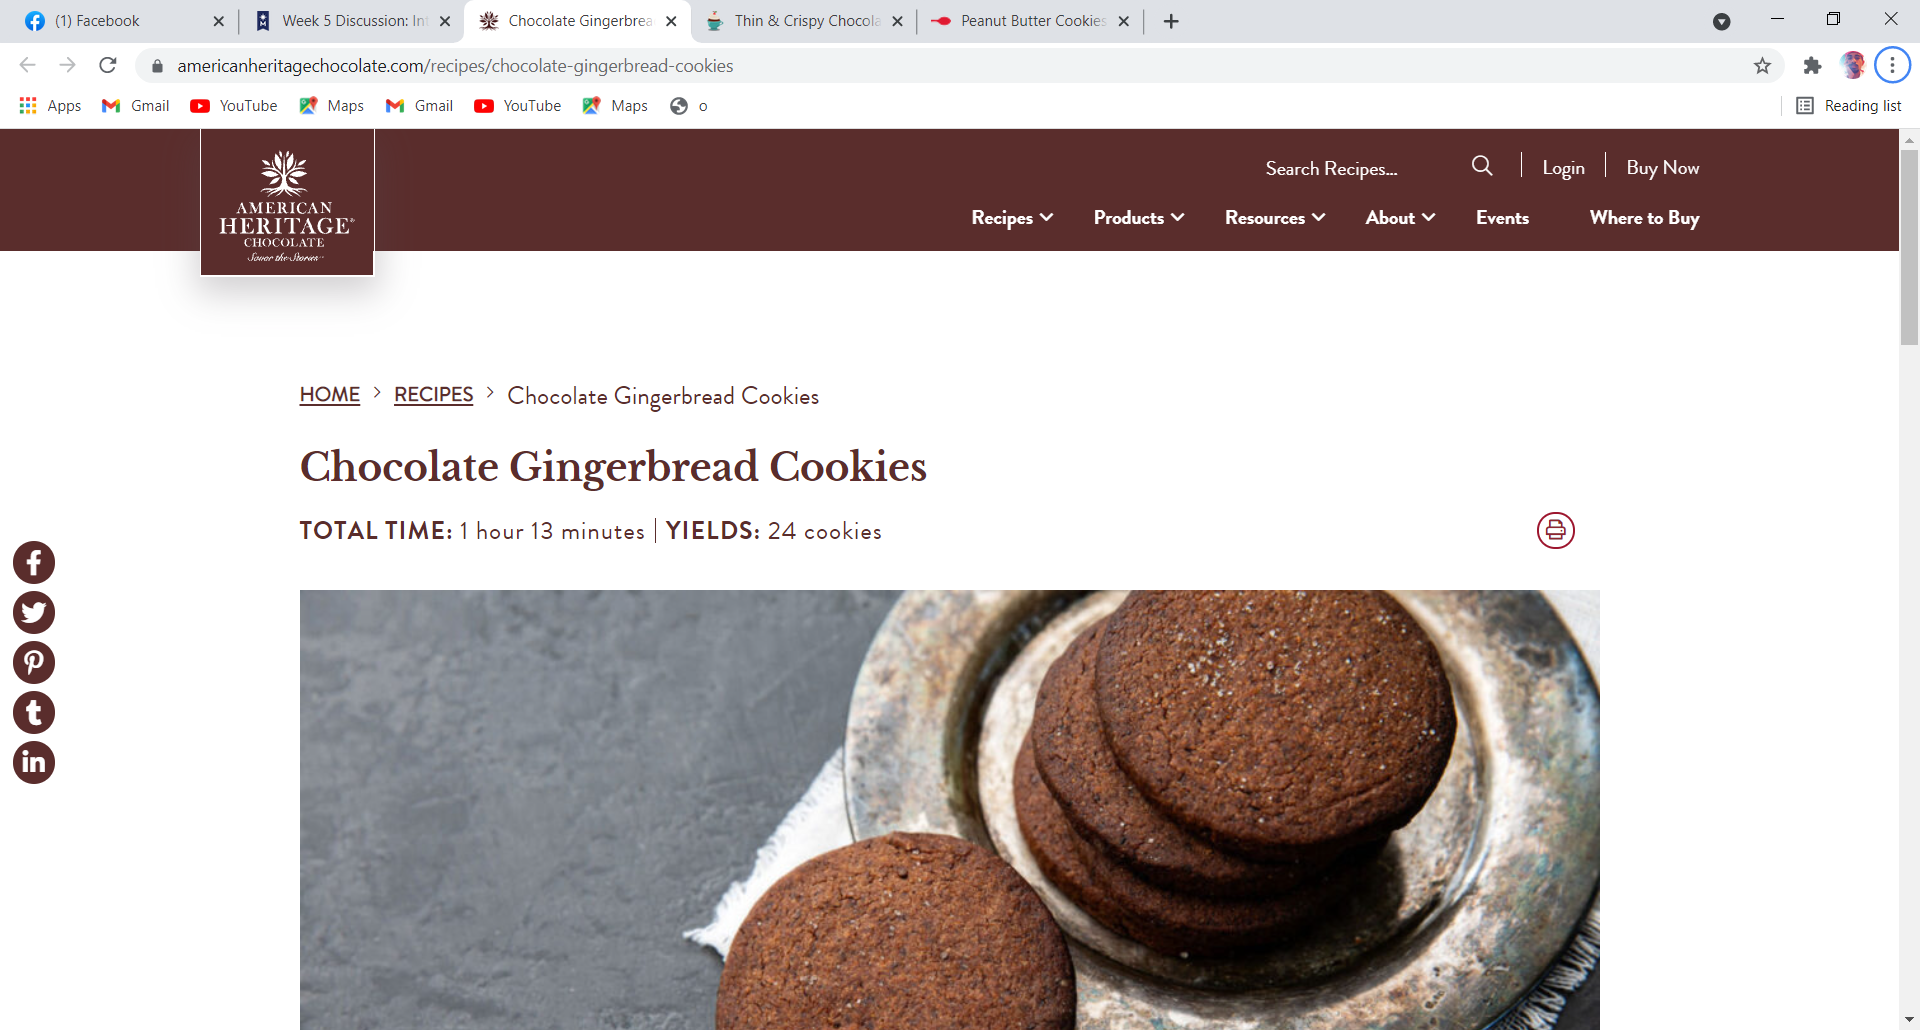 (1) Facebook
Week 5 Discussion: Int
Chocolate Gingerbrea
Thin & Crispy Chocola
Peanut Butter Cookies
americanheritagechocolate.com/recipes/chocolate-gingerbread-cookies
Apps Gmail YouTube Maps Gmail YouTube Maps o Reading list
AMERICAN
HERITAGE
CHOCOLATE
Savor the Stories
Search Recipes... Login Buy Now
Recipes Products Resources About Events Where to Buy
HOME > RECIPES > Chocolate Gingerbread Cookies
Chocolate Gingerbread Cookies
TOTAL TIME: 1 hour 13 minutes | YIELDS: 24 cookies